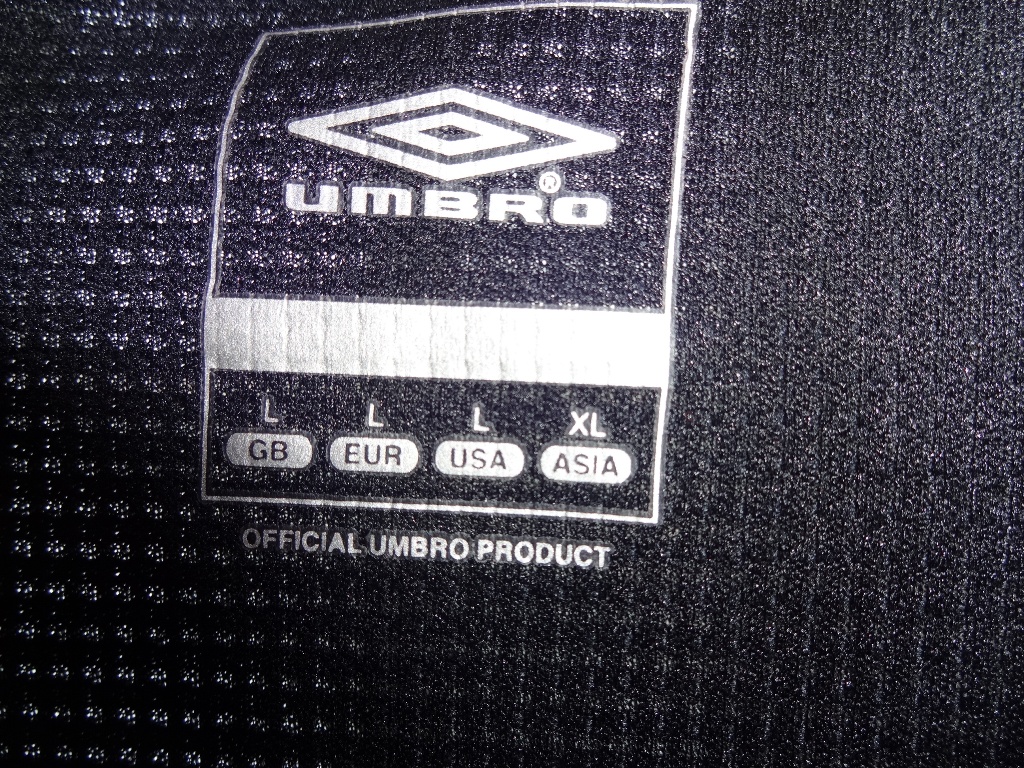 UMBRO®
L L L XL
GB EUR USA ASIA
OFFICIAL UMBRO PRODUCT